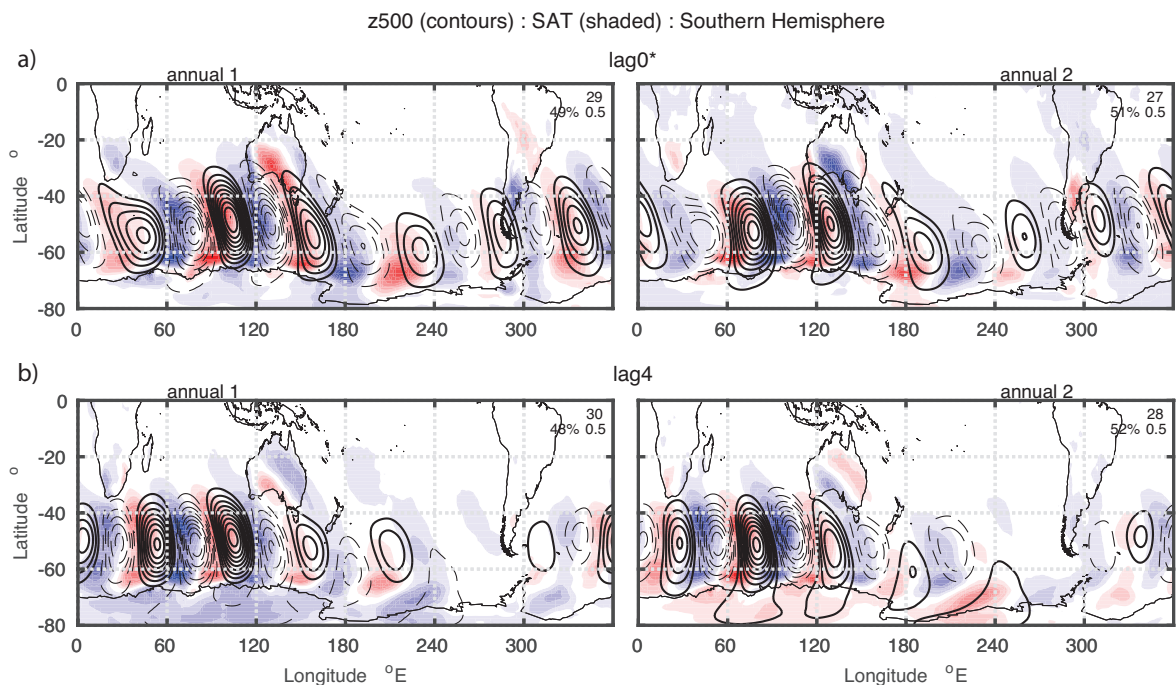 z500 (contours) : SAT (shaded) : Southern Hemisphere
a)
lag0*
annual 1
annual 2
0
-20
-40
-60
-80
Latitude °
29
49% 0.5
27
51% 0.5
0 60 120 180 240 300
0 60 120 180 240 300
b)
lag4
annual 1
annual 2
0
-20
-40
-60
-80
Latitude °
30
48% 0.5
28
52% 0.5
0 60 120 180 240 300
0 60 120 180 240 300
Longitude °E
Longitude °E